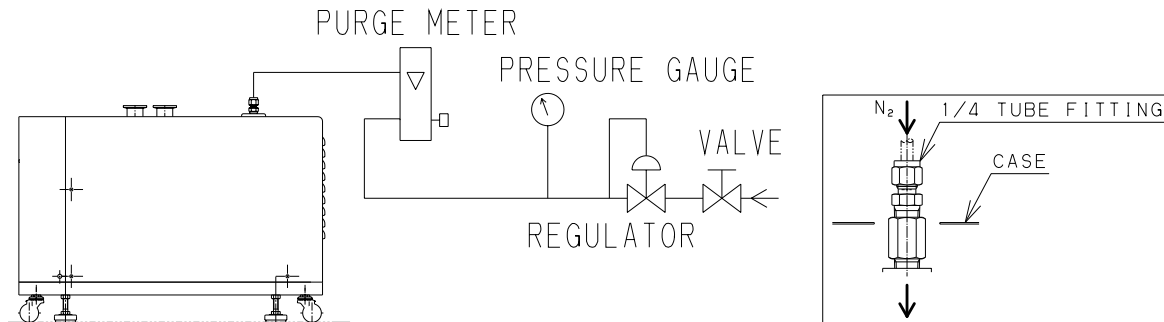 PURGE METER
PRESSURE GAUGE
VALVE
REGULATOR
N₂
1/4 TUBE FITTING
CASE